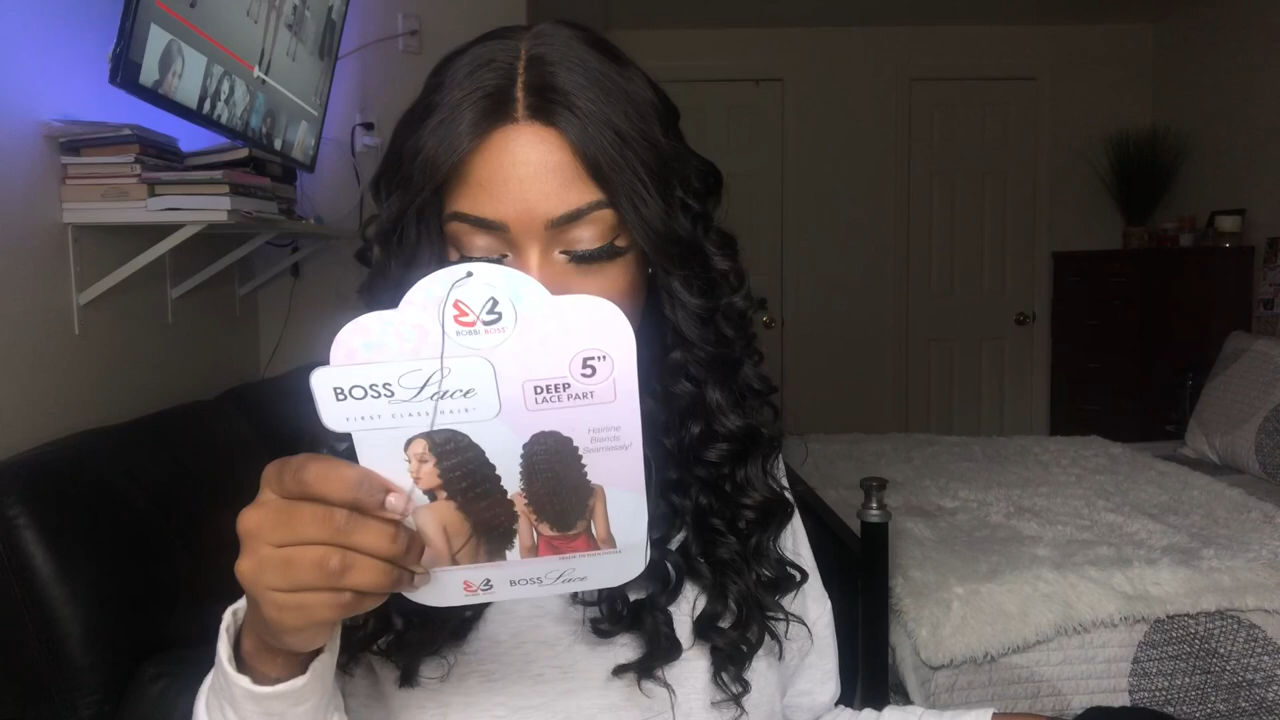 BOBBI BOSS
BOSS Lace
FIRST CLASS HAIR
5"
DEEP
LACE PART
Hairline
Blends
Seamlessly!
BOSS Lace